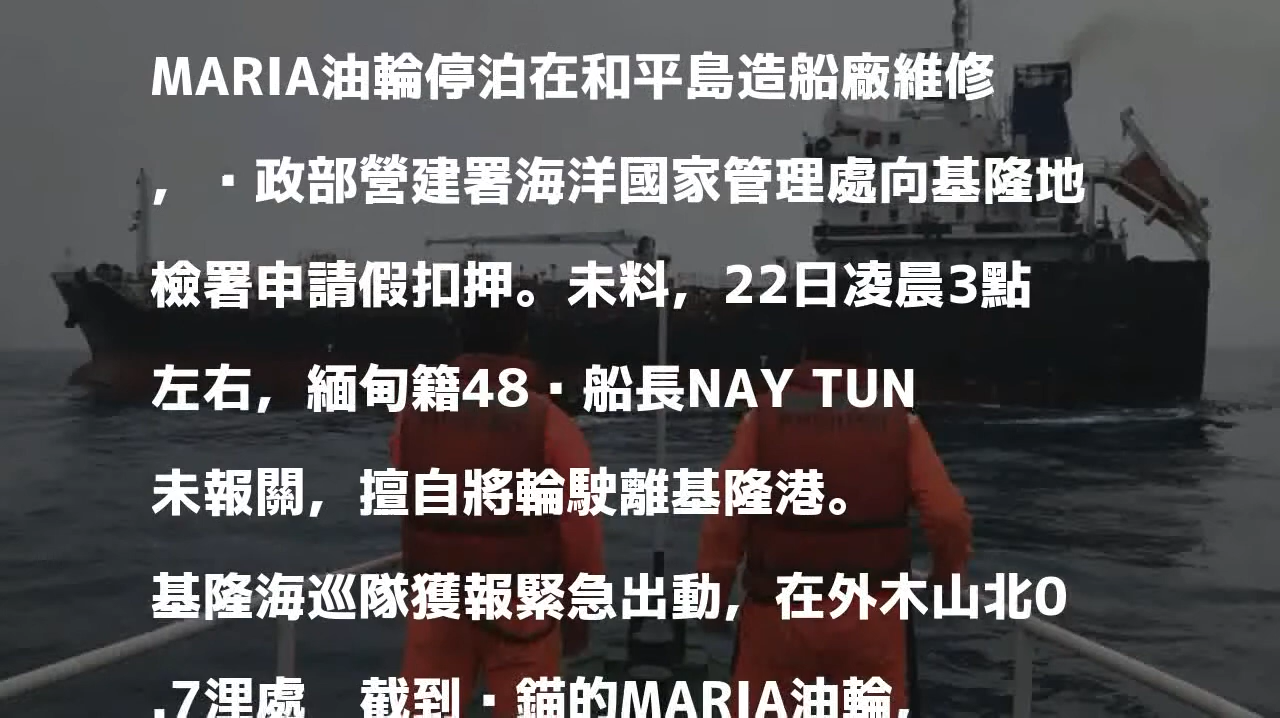 MARIA油輪停泊在和平島造船廠維修
，▪政部營建署海洋國家管理處向基隆地
檢署申請假扣押。未料，22日凌晨3點
左右，緬甸籍48▪船長NAY TUN
未報關，擅自將輪駛離基隆港。
基隆海巡隊獲報緊急出動，在外木山北0
.7浬處　截到▪錨的MARIA油輪，